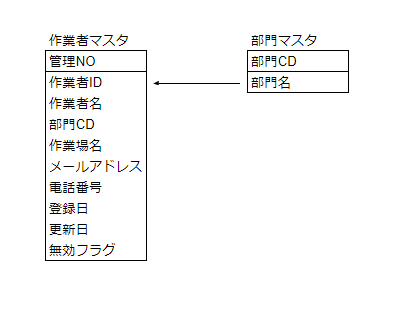 作業者マスタ
管理NO
作業者ID
作業者名
部門CD
作業場名
メールアドレス
電話番号
登録日
更新日
無効フラグ
部門マスタ
部門CD
部門名